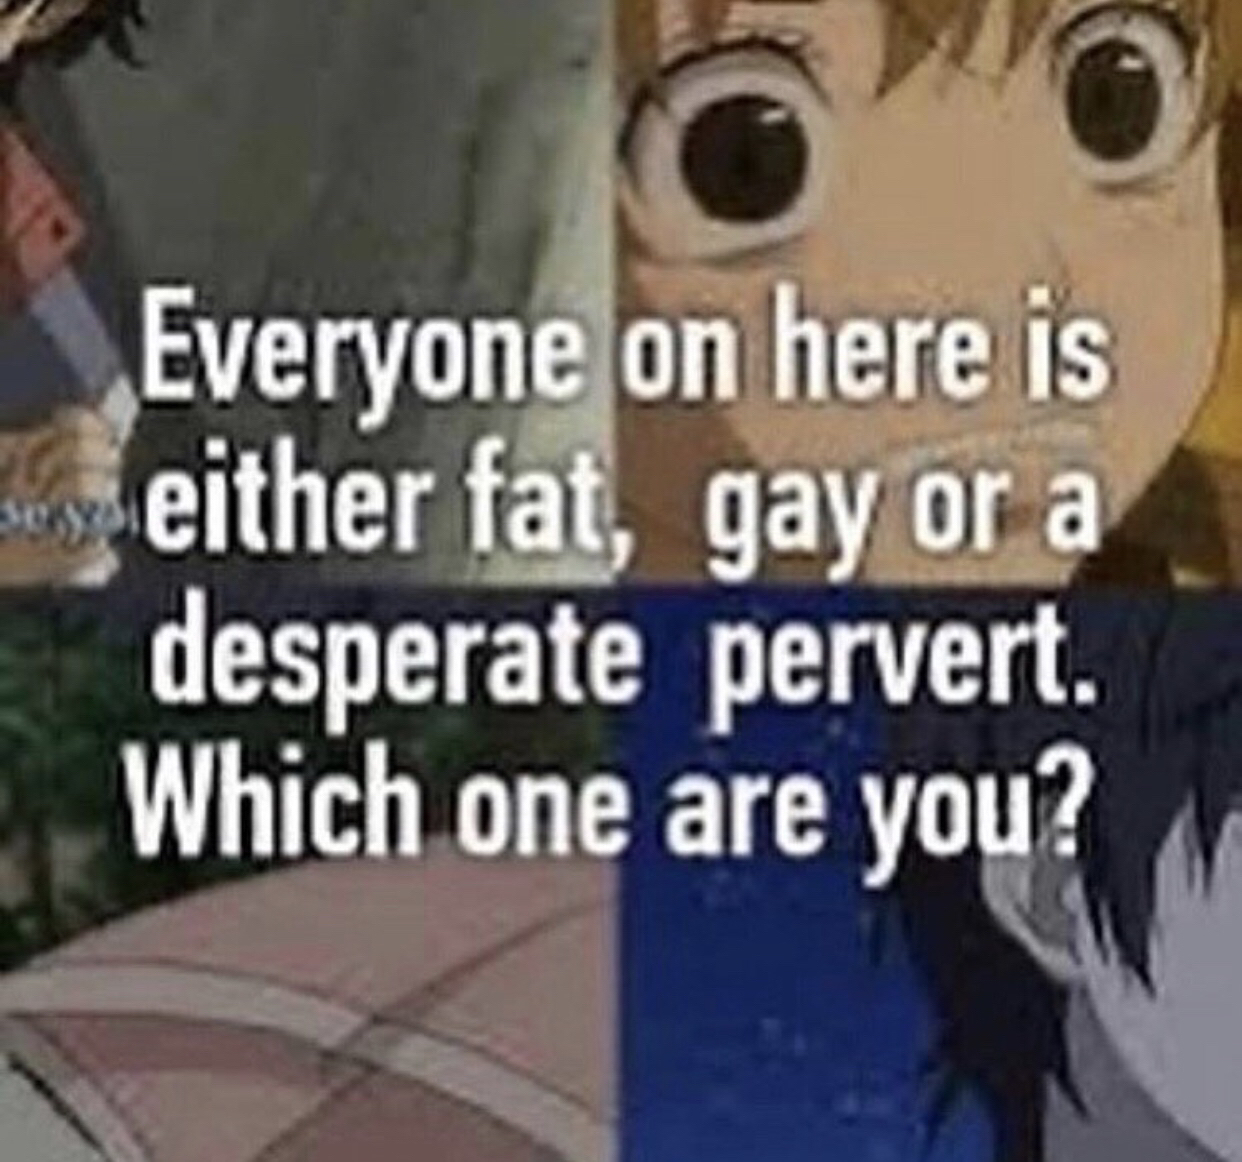 Everyone on here is
either fat, gay or a
desperate pervert.
Which one are you?